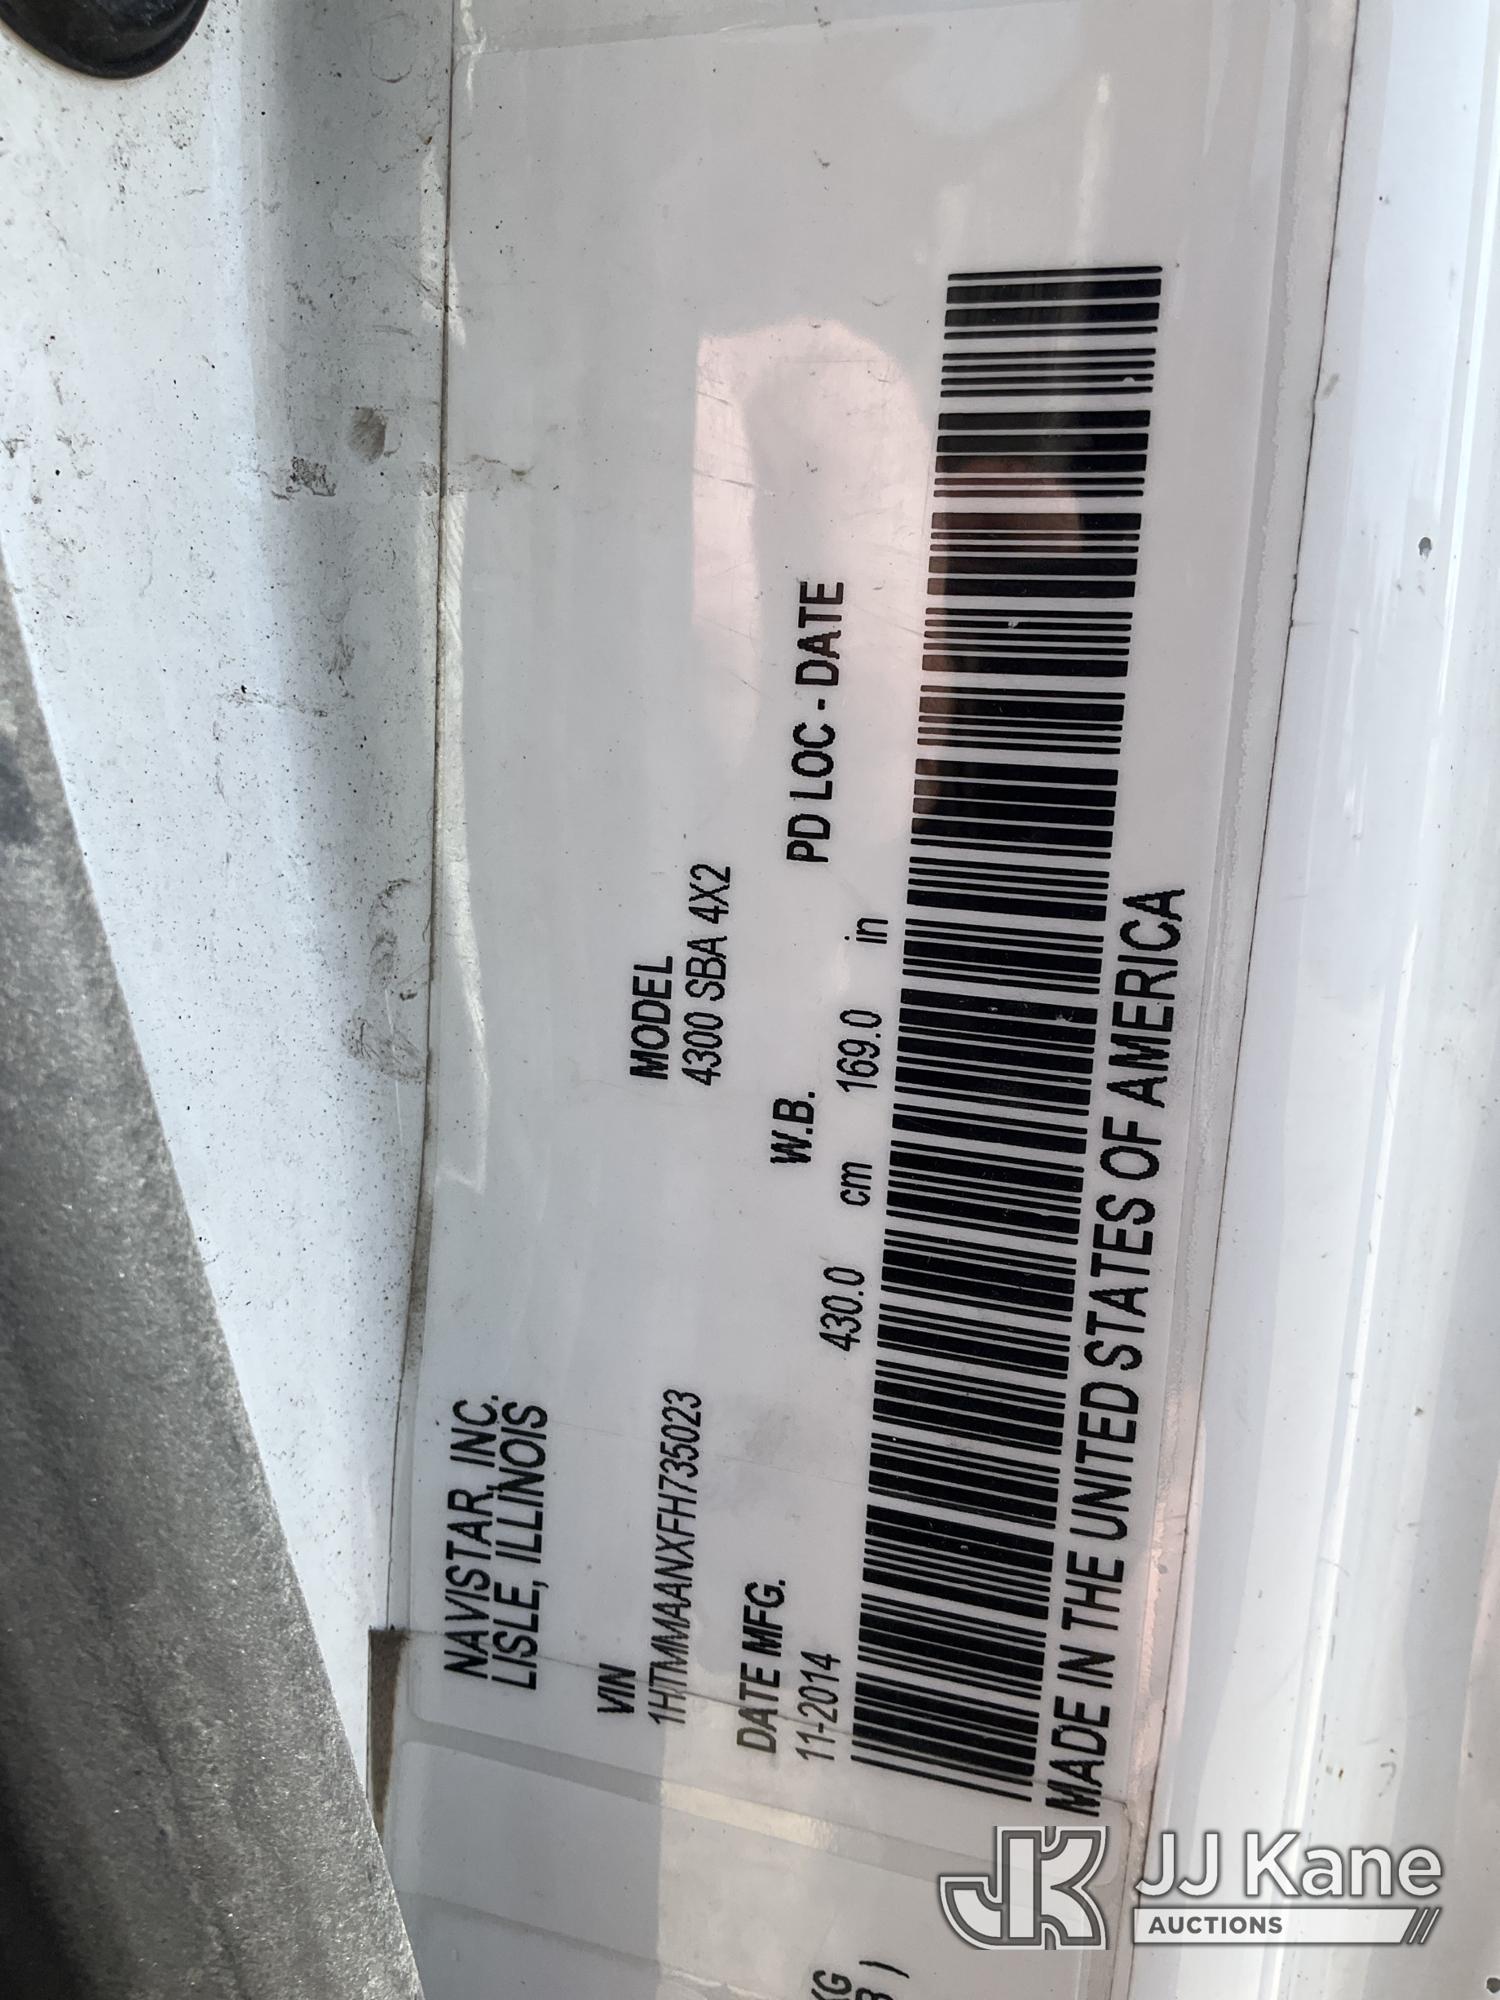 NAVISTAR, INC.
LISLE, ILLINOIS
VIN
1HTMMAANXFH735023
MODEL
4300 SBA 4X2
DATE MFG.
11-2014
W.B.
430.0 cm 169.0 in
PD LOC - DATE
MADE IN THE UNITED STATES OF AMERICA
JJ Kane
AUCTIONS